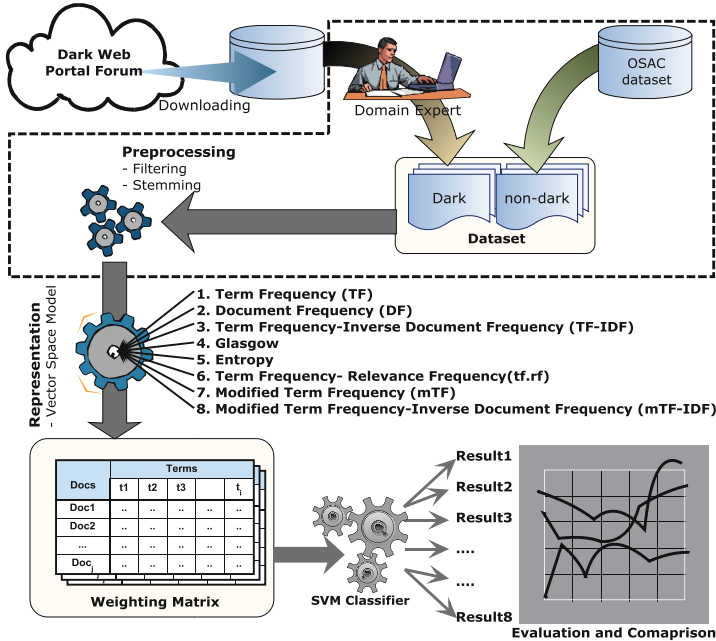 Dark Web
Portal Forum
Downloading
Domain Expert
OSAC
dataset
Preprocessing
- Filtering
- Stemming
Dark
non-dark
Dataset
Representation
- Vector Space Model
1. Term Frequency (TF)
2. Document Frequency (DF)
3. Term Frequency-Inverse Document Frequency (TF-IDF)
4. Glasgow
5. Entropy
6. Term Frequency- Relevance Frequency(tf.rf)
7. Modified Term Frequency (mTF)
8. Modified Term Frequency-Inverse Document Frequency (mTF-IDF)
Docs Terms
t1 t2 t3 ti
Doc1 .. .. .. .. ..
Doc2 .. .. .. .. ..
... .. .. .. .. ..
Docj .. .. .. .. ..
Weighting Matrix
SVM Classifier
Result1
Result2
Result3
....
....
Result8
Evaluation and Comaprison